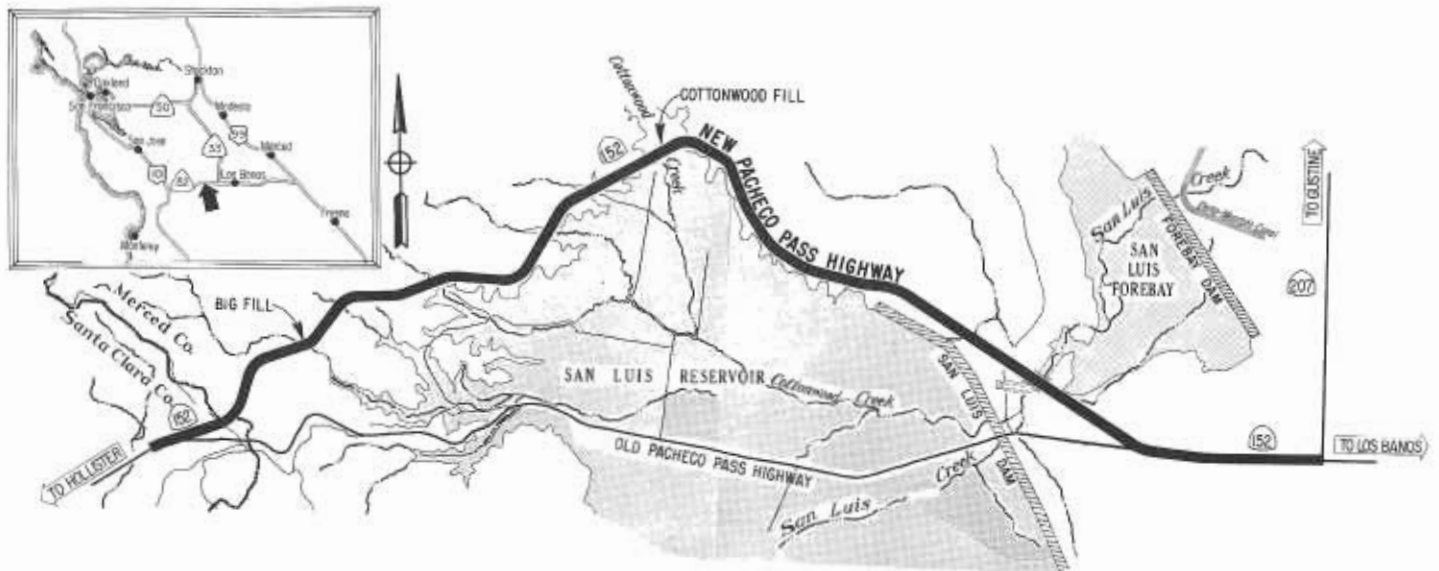 Stockton
Oakland
San Francisco
50
Modesto
99
San Jose
33
Merced
101
152
Los Banos
Fresno
Monterey
Cottonwood
COTTONWOOD FILL
152
NEW PACHECO PASS HIGHWAY
Creek
BIG FILL
Merced Co.
Santa Clara Co.
152
TO HOLLISTER
SAN LUIS RESERVOIR
Cottonwood Creek
OLD PACHECO PASS HIGHWAY
San Luis Creek
SAN LUIS DAM
San Luis Creek
SAN
LUIS
FOREBAY
FOREBAY DAM
TO GUSTINE
207
152
TO LOS BANOS